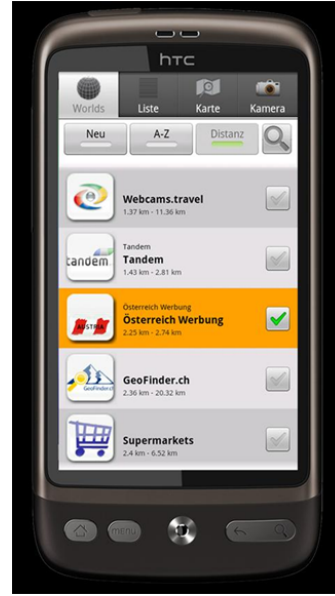 hTC
Worlds
Liste
Karte
Kamera
Neu
A-Z
Distanz
Webcams.travel
1.37 km - 11.36 km
tandem
Tandem
Tandem
1.43 km - 2.81 km
AUSTRIA
Österreich Werbung
Österreich Werbung
2.25 km - 2.74 km
GeoFinder.ch
GeoFinder.ch
2.36 km - 20.32 km
Supermarkets
2.4 km - 6.52 km
menu